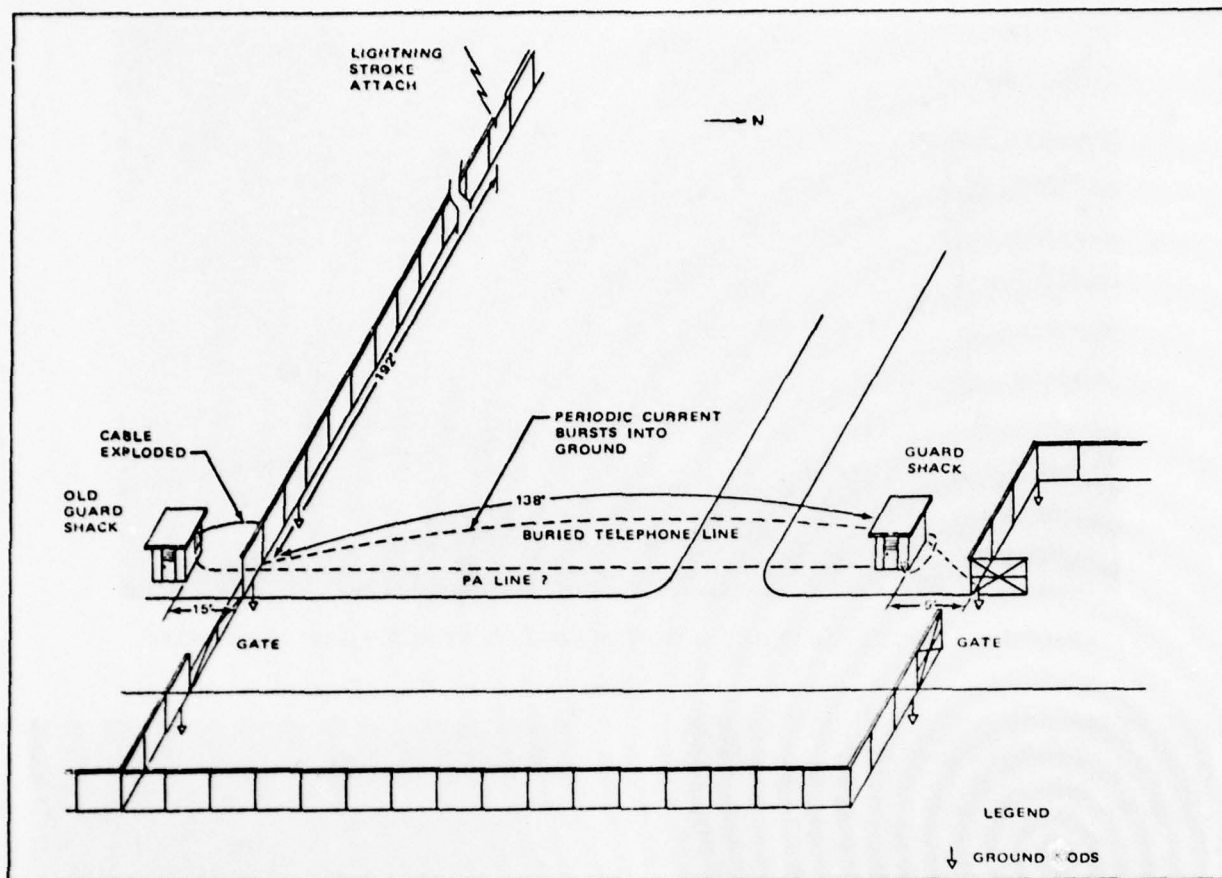 LIGHTNING
STROKE
ATTACH
N
192'
CABLE
EXPLODED
PERIODIC CURRENT
BURSTS INTO
GROUND
GUARD
SHACK
OLD
GUARD
SHACK
138'
BURIED TELEPHONE LINE
PA LINE ?
15'
5'
GATE
GATE
LEGEND
GROUND RODS